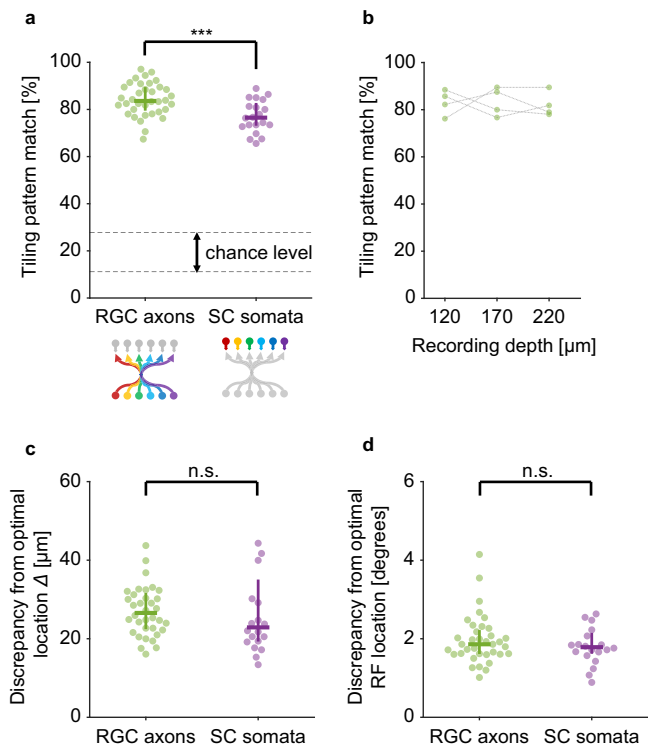 a
***
Tiling pattern match [%]
100
80
60
40
20
0
chance level
RGC axons SC somata
b
Tiling pattern match [%]
100
80
60
40
20
0
120 170 220
Recording depth [µm]
c
n.s.
Discrepancy from optimal
location Δ [µm]
60
40
20
0
RGC axons SC somata
d
n.s.
Discrepancy from optimal
RF location [degrees]
6
4
2
0
RGC axons SC somata